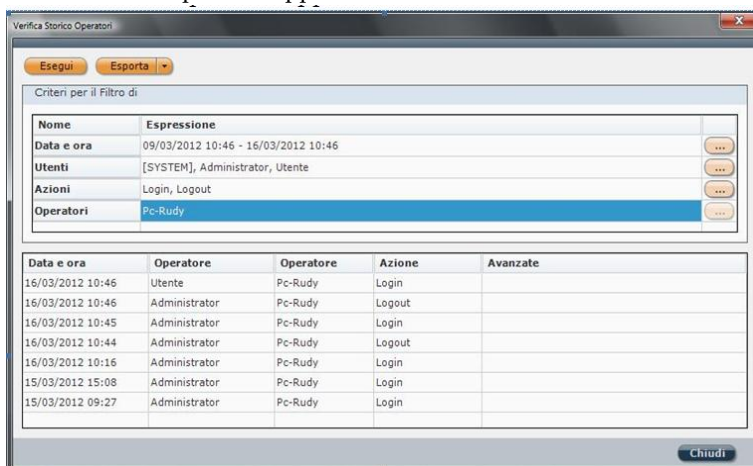 Verifica Storico Operatori
Esegui Esporta
Criteri per il Filtro di
Nome Espressione
Data e ora 09/03/2012 10:46 - 16/03/2012 10:46 ...
Utenti [SYSTEM], Administrator, Utente ...
Azioni Login, Logout ...
Operatori Pc-Rudy ...
Data e ora Operatore Operatore Azione Avanzate
16/03/2012 10:46 Utente Pc-Rudy Login
16/03/2012 10:46 Administrator Pc-Rudy Logout
16/03/2012 10:45 Administrator Pc-Rudy Login
16/03/2012 10:44 Administrator Pc-Rudy Logout
16/03/2012 10:16 Administrator Pc-Rudy Login
15/03/2012 15:08 Administrator Pc-Rudy Login
15/03/2012 09:27 Administrator Pc-Rudy Login
Chiudi